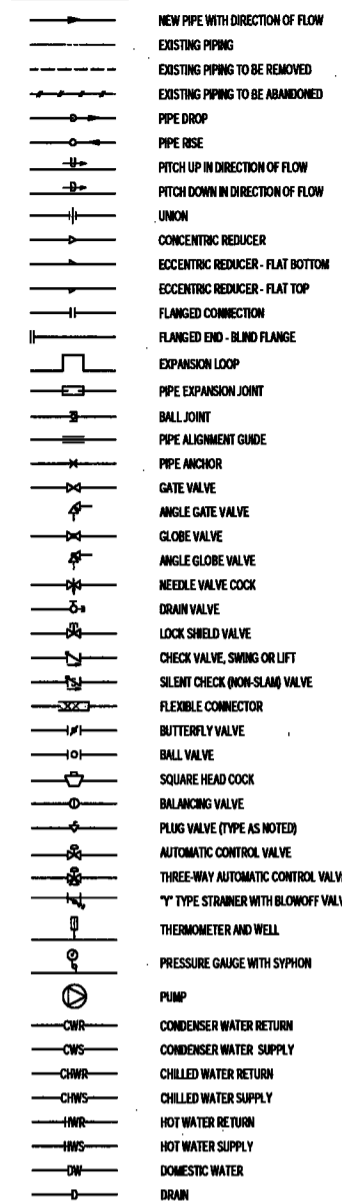 NEW PIPE WITH DIRECTION OF FLOW
EXISTING PIPING
EXISTING PIPING TO BE REMOVED
EXISTING PIPING TO BE ABANDONED
D PIPE DROP
PIPE RISE
U PITCH UP IN DIRECTION OF FLOW
D PITCH DOWN IN DIRECTION OF FLOW
UNION
CONCENTRIC REDUCER
ECCENTRIC REDUCER - FLAT BOTTOM
ECCENTRIC REDUCER - FLAT TOP
FLANGED CONNECTION
FLANGED END - BLIND FLANGE
EXPANSION LOOP
PIPE EXPANSION JOINT
BALL JOINT
PIPE ALIGNMENT GUIDE
PIPE ANCHOR
GATE VALVE
ANGLE GATE VALVE
GLOBE VALVE
ANGLE GLOBE VALVE
NEEDLE VALVE COCK
DRAIN VALVE
LOCK SHIELD VALVE
CHECK VALVE, SWING OR LIFT
SILENT CHECK (NON-SLAM) VALVE
FLEXIBLE CONNECTOR
BUTTERFLY VALVE
BALL VALVE
SQUARE HEAD COCK
BALANCING VALVE
PLUG VALVE (TYPE AS NOTED)
AUTOMATIC CONTROL VALVE
THREE-WAY AUTOMATIC CONTROL VALVE
"Y" TYPE STRAINER WITH BLOWOFF VALV
THERMOMETER AND WELL
PRESSURE GAUGE WITH SYPHON
PUMP
CWR CONDENSER WATER RETURN
CWS CONDENSER WATER SUPPLY
CHWR CHILLED WATER RETURN
CHWS CHILLED WATER SUPPLY
HWR HOT WATER RETURN
HWS HOT WATER SUPPLY
DW DOMESTIC WATER
D DRAIN